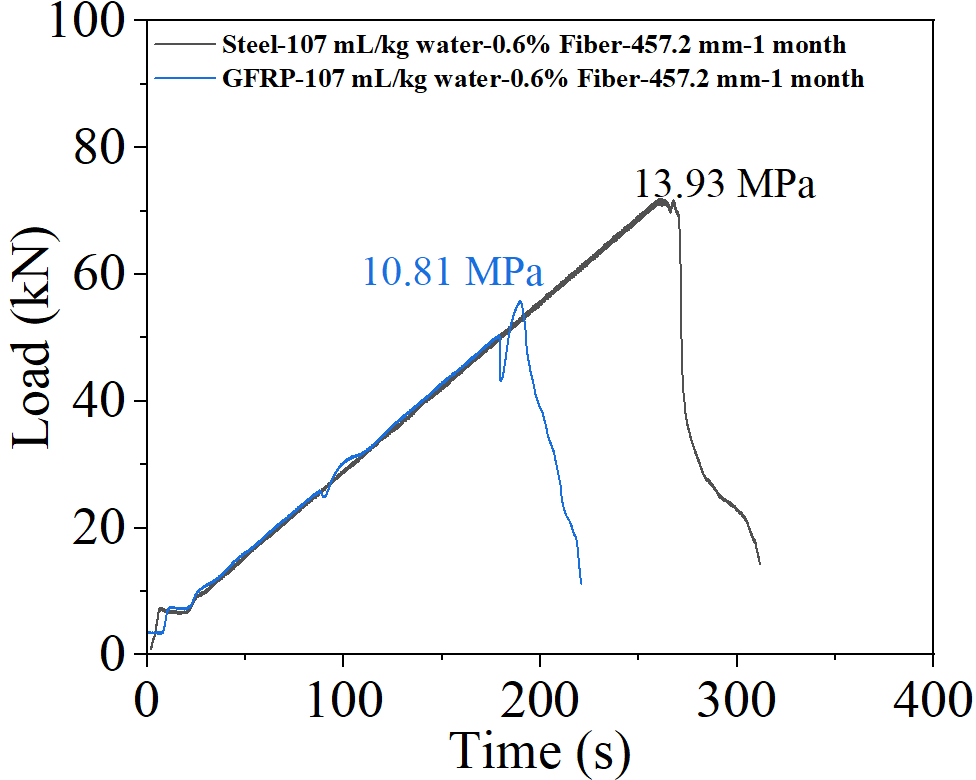 100
Steel-107 mL/kg water-0.6% Fiber-457.2 mm-1 month
GFRP-107 mL/kg water-0.6% Fiber-457.2 mm-1 month
80
13.93 MPa
60
10.81 MPa
Load (kN)
40
20
0
0 100 200 300 400
Time (s)